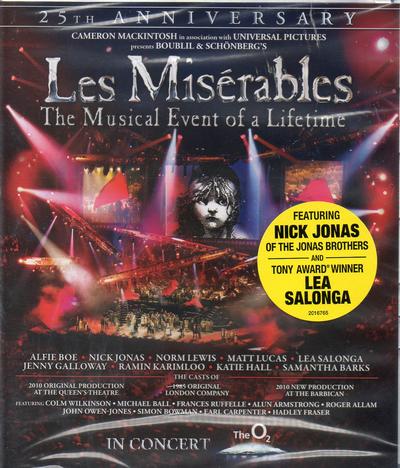 25TH ANNIVERSARY
CAMERON MACKINTOSH in association with UNIVERSAL PICTURES
presents BOUBLIL & SCHÖNBERG'S
Les Misérables
The Musical Event of a Lifetime
FEATURING
NICK JONAS
OF THE JONAS BROTHERS
AND
TONY AWARD® WINNER
LEA
SALONGA
2016765
ALFIE BOE • NICK JONAS • NORM LEWIS • MATT LUCAS • LEA SALONGA
JENNY GALLOWAY • RAMIN KARIMLOO • KATIE HALL • SAMANTHA BARKS
THE CASTS OF
2010 ORIGINAL PRODUCTION
AT THE QUEEN'S THEATRE
1985 ORIGINAL
LONDON COMPANY
2010 NEW PRODUCTION
AT THE BARBICAN
FEATURING COLM WILKINSON • MICHAEL BALL • FRANCES RUFFELLE • ALUN ARMSTRONG • ROGER ALLAM
JOHN OWEN-JONES • SIMON BOWMAN • EARL CARPENTER • HADLEY FRASER
IN CONCERT
The O2